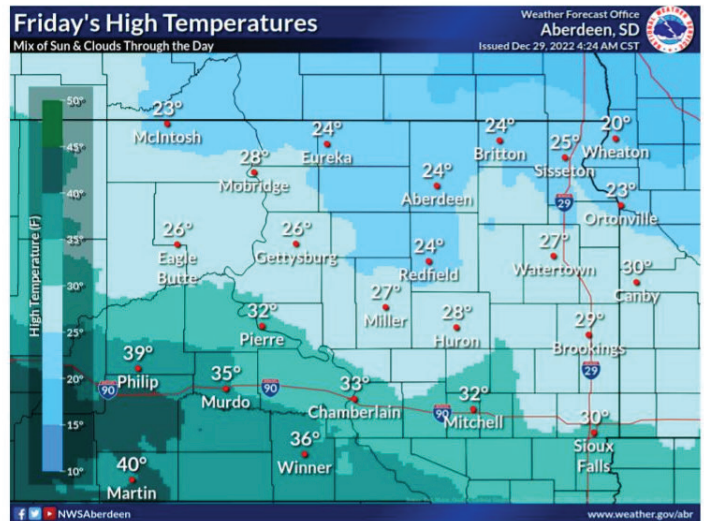 Friday's High Temperatures
Mix of Sun & Clouds Through the Day
Weather Forecast Office
Aberdeen, SD
Issued Dec 29, 2022 4:24 AM CST
NATIONAL WEATHER SERVICE
High Temperature (F)
50°
45°
40°
35°
30°
25°
20°
15°
10°
23°
McIntosh
24°
Eureka
28°
Mobridge
24°
Britton
25°
Sisseton
20°
Wheaton
24°
Aberdeen
29
23°
Ortonville
26°
Eagle
Butte
26°
Gettysburg
24°
Redfield
27°
Watertown
30°
Canby
27°
Miller
28°
Huron
32°
Pierre
29°
Brookings
29
39°
Philip
90
35°
Murdo
90
33°
Chamberlain
90
32°
Mitchell
30°
Sioux
Falls
36°
Winner
40°
Martin
NWSAberdeen
www.weather.gov/abr